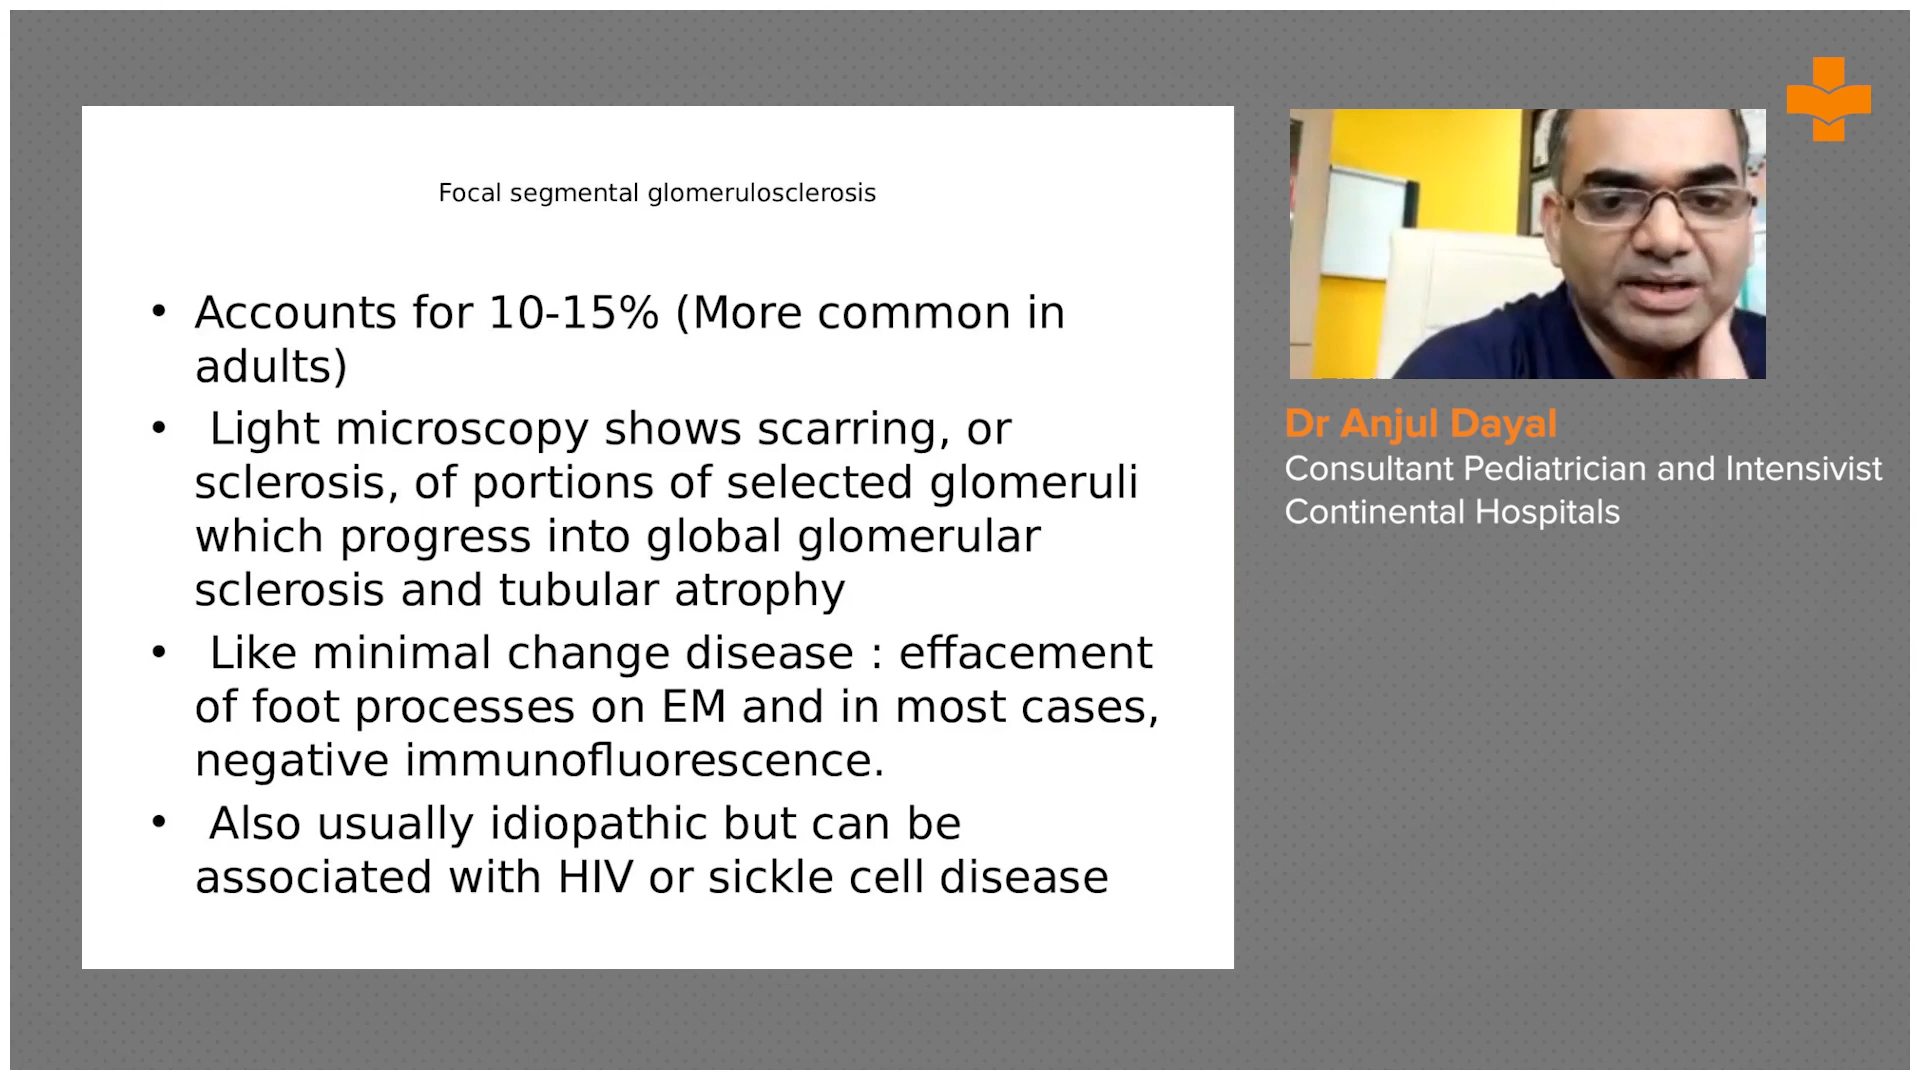 Focal segmental glomerulosclerosis
• Accounts for 10-15% (More common in
adults)
• Light microscopy shows scarring, or
sclerosis, of portions of selected glomeruli
which progress into global glomerular
sclerosis and tubular atrophy
• Like minimal change disease : effacement
of foot processes on EM and in most cases,
negative immunofluorescence.
• Also usually idiopathic but can be
associated with HIV or sickle cell disease
Dr Anjul Dayal
Consultant Pediatrician and Intensivist
Continental Hospitals